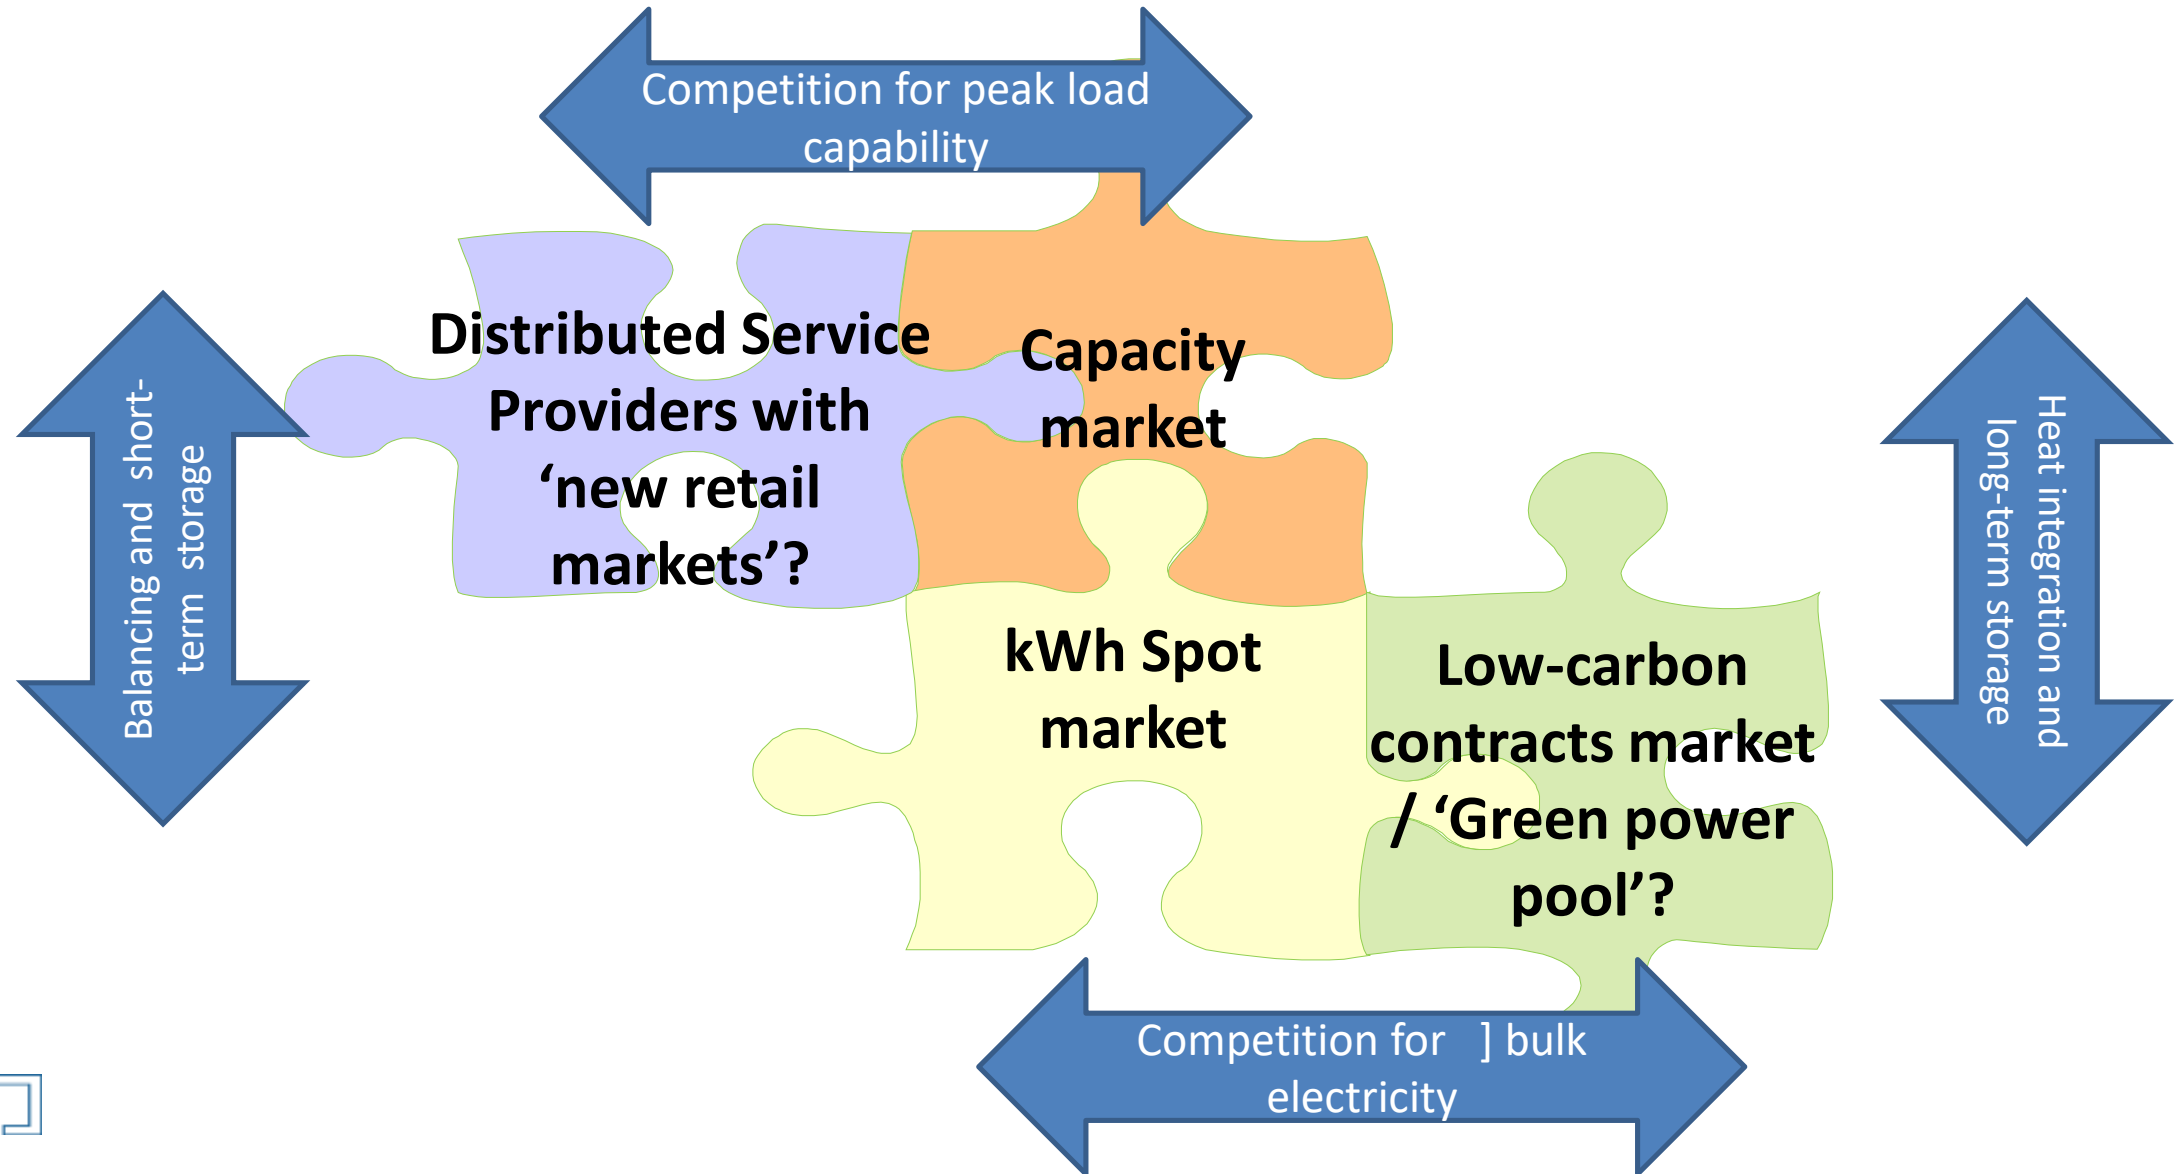 Competition for peak load
capability
Distributed Service
Providers with
‘new retail
markets’?
Capacity
market
Balancing and short-
term storage
Heat integration and
long-term storage
kWh Spot
market
Low-carbon
contracts market
/ ‘Green power
pool’?
Competition for ] bulk
electricity